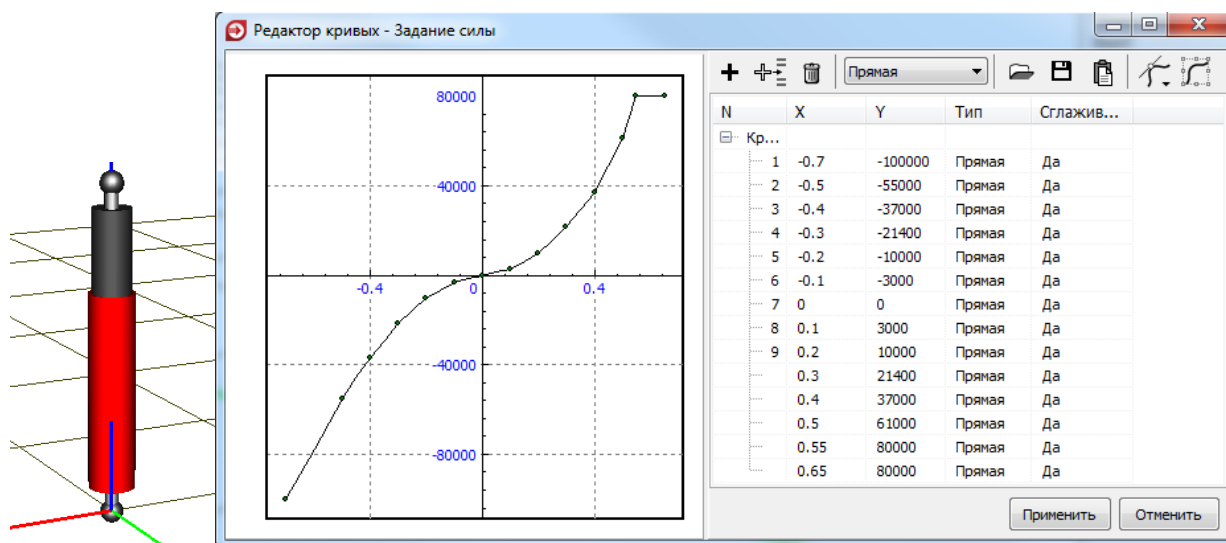 Редактор кривых - Задание силы
Прямая
80000
40000
-0.4
0
0.4
-40000
-80000
N X Y Тип Сглажив...
Кр...
1 -0.7 -100000 Прямая Да
2 -0.5 -55000 Прямая Да
3 -0.4 -37000 Прямая Да
4 -0.3 -21400 Прямая Да
5 -0.2 -10000 Прямая Да
6 -0.1 -3000 Прямая Да
7 0 0 Прямая Да
8 0.1 3000 Прямая Да
9 0.2 10000 Прямая Да
0.3 21400 Прямая Да
0.4 37000 Прямая Да
0.5 61000 Прямая Да
0.55 80000 Прямая Да
0.65 80000 Прямая Да
Применить Отменить